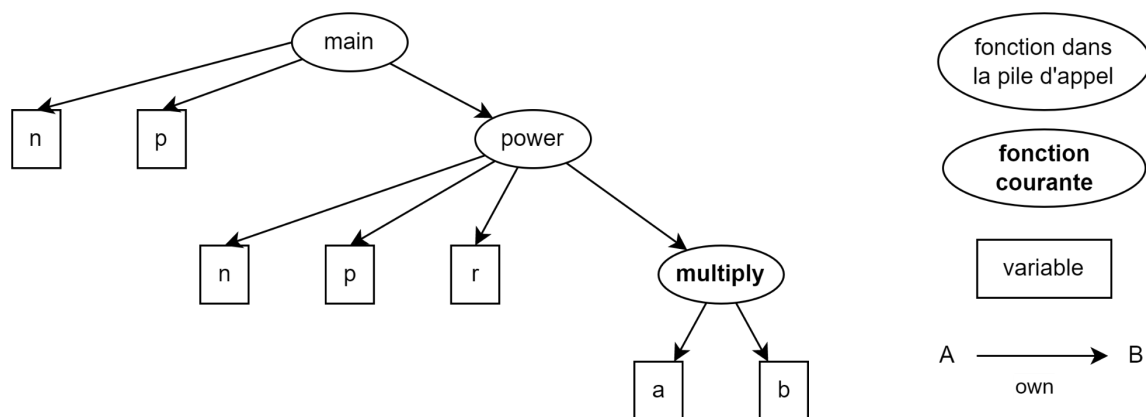 main
n
p
power
n
p
r
multiply
a
b
fonction dans
la pile d'appel
fonction
courante
variable
A
B
own